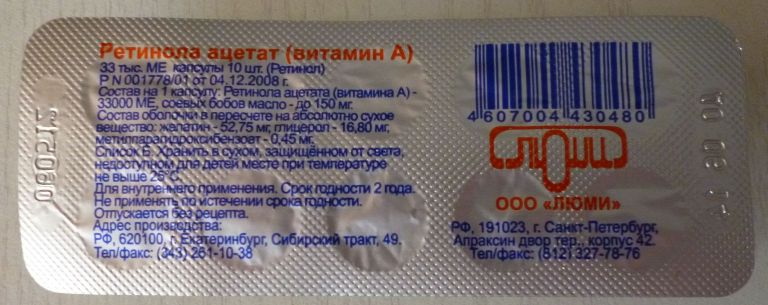 Ретинола ацетат (витамин А)
33 тыс. МЕ капсулы 10 шт. (Ретинол)
Р N 001778/01 от 04.12.2008 г.
Состав на 1 капсулу: Ретинола ацетата (витамина А) -
33000 МЕ, соевых бобов масло - до 150 мг.
Состав оболочки в пересчете на абсолютно сухое
вещество: желатин - 52,75 мг, глицерол - 16,80 мг,
метилпарагидроксибензоат - 0,45 мг.
Список Б. Хранить в сухом, защищённом от света,
недоступном для детей месте при температуре
не выше 25°С.
Для внутреннего применения. Срок годности 2 года.
Не применять по истечении срока годности.
Отпускается без рецепта.
Адрес производства:
РФ, 620100, г. Екатеринбург, Сибирский тракт, 49.
Тел/факс: (343) 261-10-38
4 607004 430480
люми
ООО «ЛЮМИ»
РФ, 191023, г. Санкт-Петербург,
Апраксин двор тер., корпус 42.
Тел/факс: (812) 327-78-76